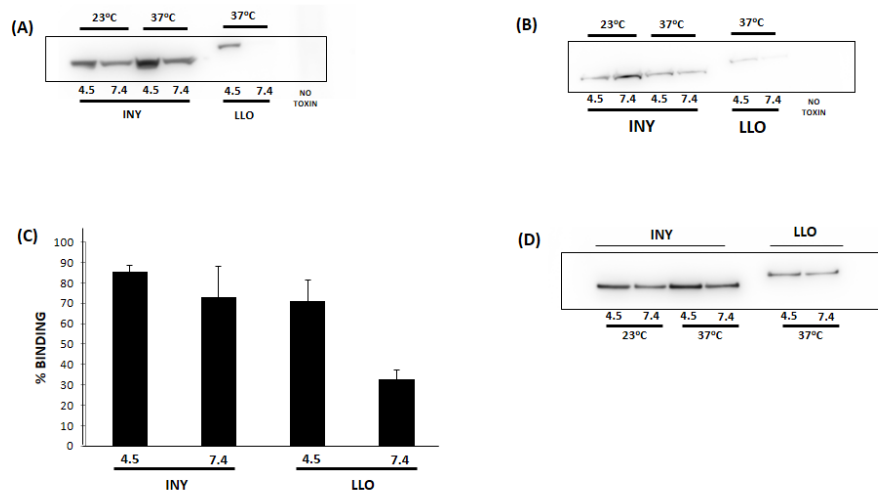 (A)
23ºC 37ºC 37ºC
4.5 7.4 4.5 7.4 4.5 7.4 NO
TOXIN
INY LLO
(B)
23ºC 37ºC 37ºC
4.5 7.4 4.5 7.4 4.5 7.4 NO
TOXIN
INY LLO
(C)
% BINDING
100
90
80
70
60
50
40
30
20
10
0
4.5 7.4 4.5 7.4
INY LLO
(D)
INY LLO
4.5 7.4 4.5 7.4 4.5 7.4
23ºC 37ºC 37ºC